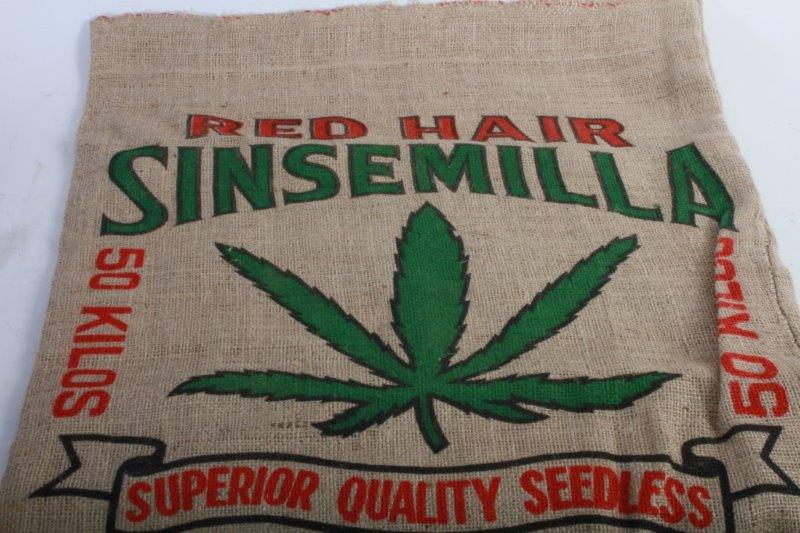 RED HAIR
SINSEMILLA
50 KILOS
50 KILOS
SUPERIOR QUALITY SEEDLESS